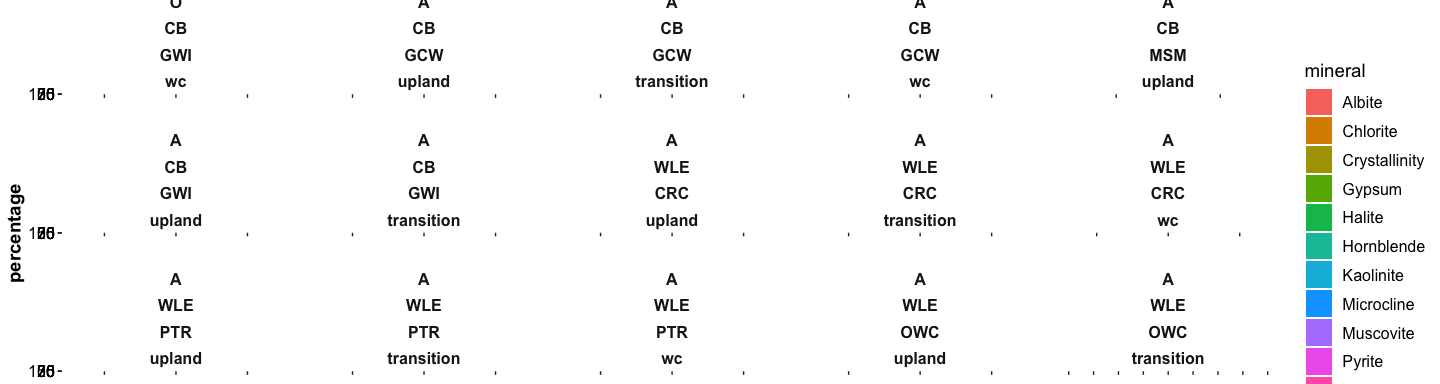 O A A A A
CB CB CB CB CB
GWI GCW GCW GCW MSM
wc upland transition wc upland
mineral
Albite
A A A A A
Chlorite
CB CB WLE WLE WLE
Crystallinity
GWI GWI CRC CRC CRC
Gypsum
upland transition upland transition wc
Halite
percentage
Hornblende
A A A A A
Kaolinite
WLE WLE WLE WLE WLE
Microcline
PTR PTR PTR OWC OWC
Muscovite
upland transition wc upland transition
Pyrite